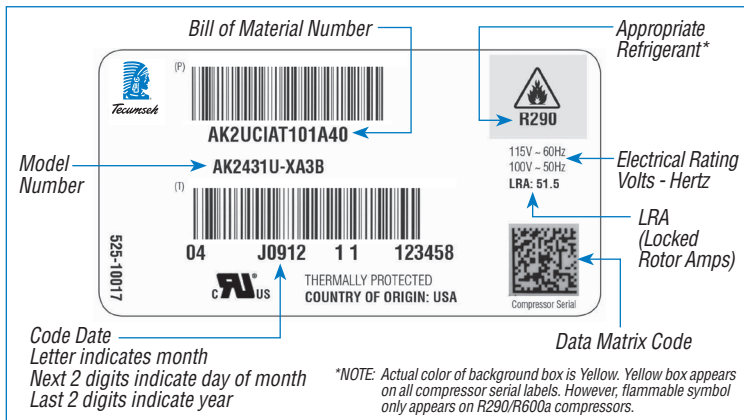 Bill of Material Number
Appropriate
Refrigerant*
Tecumseh
(P)
AK2UCIAT101A40
R290
Model
Number
AK2431U-XA3B
115V ~ 60Hz
100V ~ 50Hz
LRA: 51.5
Electrical Rating
Volts - Hertz
(T)
LRA
(Locked
Rotor Amps)
525-10017
04 J0912 1 1 123458
c RU ® US
THERMALLY PROTECTED
COUNTRY OF ORIGIN: USA
Compressor Serial
Code Date
Letter indicates month
Next 2 digits indicate day of month
Last 2 digits indicate year
Data Matrix Code
*NOTE: Actual color of background box is Yellow. Yellow box appears
on all compressor serial labels. However, flammable symbol
only appears on R290/R600a compressors.